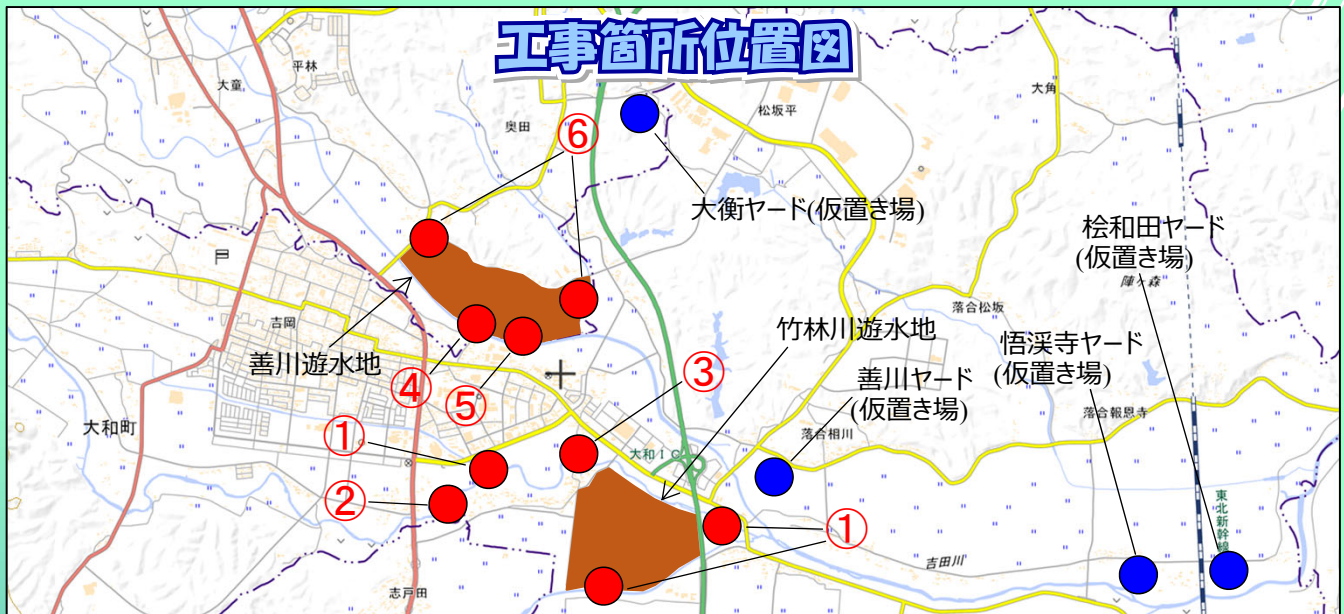 工事箇所位置図
平林
大童
大角
松坂平
奥田
⑥
大衡ヤード(仮置き場)
桧和田ヤード
(仮置き場)
陣ヶ森
落合松坂
吉岡
善川遊水地
竹林川遊水地
悟渓寺ヤード
(仮置き場)
③
善川ヤード
(仮置き場)
④
⑤
落合報恩寺
大和町
①
落合相川
大和IC
②
東北新幹線
①
吉田川
志戸田